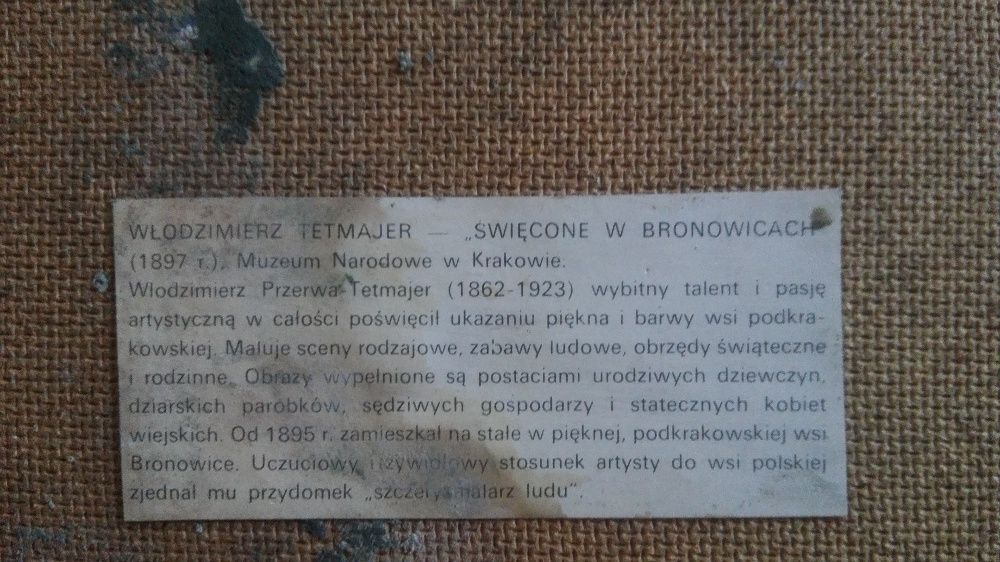 WŁODZIMIERZ TETMAJER — „ŚWIĘCONE W BRONOWICACH"
(1897 r.), Muzeum Narodowe w Krakowie.
Włodzimierz Przerwa-Tetmajer (1862-1923) wybitny talent i pasję
artystyczną w całości poświęcił ukazaniu piękna i barwy wsi podkra-
kowskiej. Maluje sceny rodzajowe, zabawy ludowe, obrzędy świąteczne
i rodzinne. Obrazy wypełnione są postaciami urodziwych dziewczyn,
dziarskich parobków, sędziwych gospodarzy i statecznych kobiet
wiejskich. Od 1895 r. zamieszkał na stałe w pięknej, podkrakowskiej wsi
Bronowice. Uczuciowy i żywiołowy stosunek artysty do wsi polskiej
zjednał mu przydomek „szczery malarz ludu".